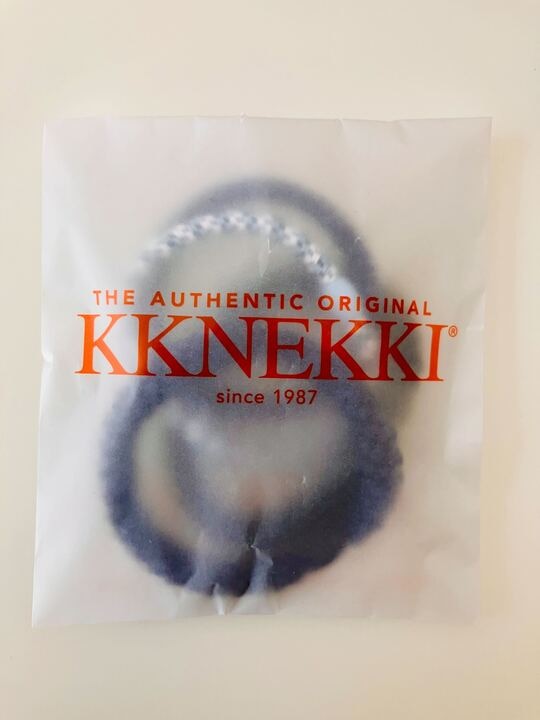 THE AUTHENTIC ORIGINAL
KKNEKKI®
since 1987